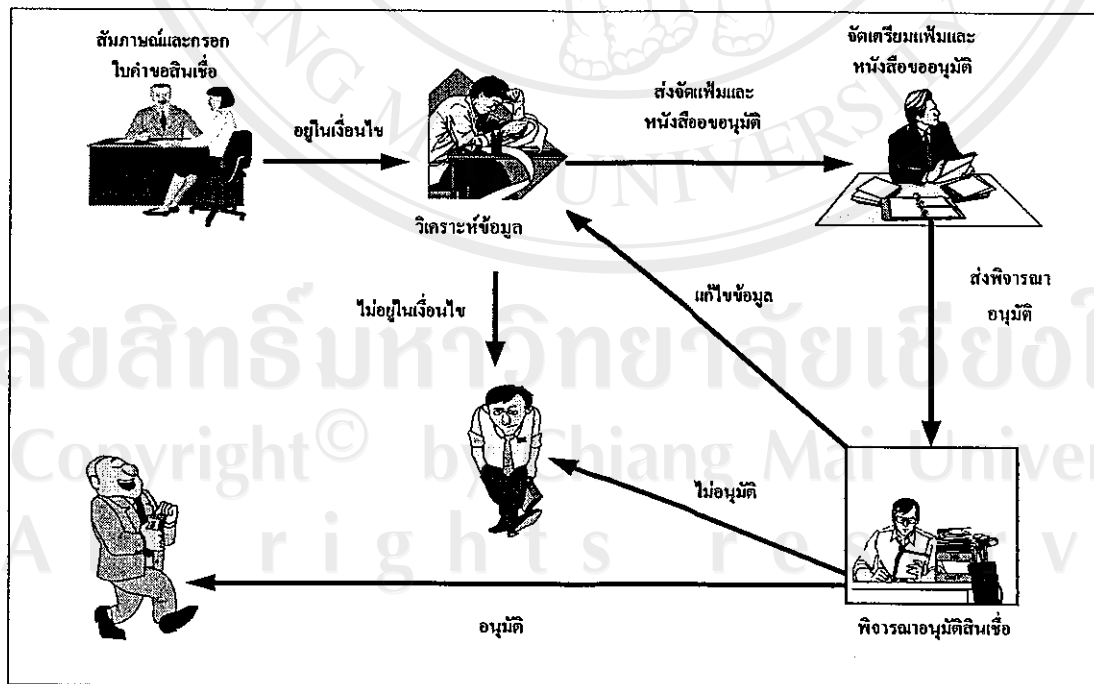 สัมภาษณ์และกรอก
ใบคำขอสินเชื่อ
อยู่ในเงื่อนไข
วิเคราะห์ข้อมูล
ส่งจัดแฟ้มและ
หนังสือขออนุมัติ
จัดเตรียมแฟ้มและ
หนังสือขออนุมัติ
ไม่อยู่ในเงื่อนไข
แก้ไขข้อมูล
ส่งพิจารณา
อนุมัติ
ไม่อนุมัติ
อนุมัติ
พิจารณาอนุมัติสินเชื่อ
ANG MAI UNIVERSI
ลิขสิทธิ์มหาวิทยาลัยเชียงให
Copyright© by Chiang Mai Univer
A rights reserv